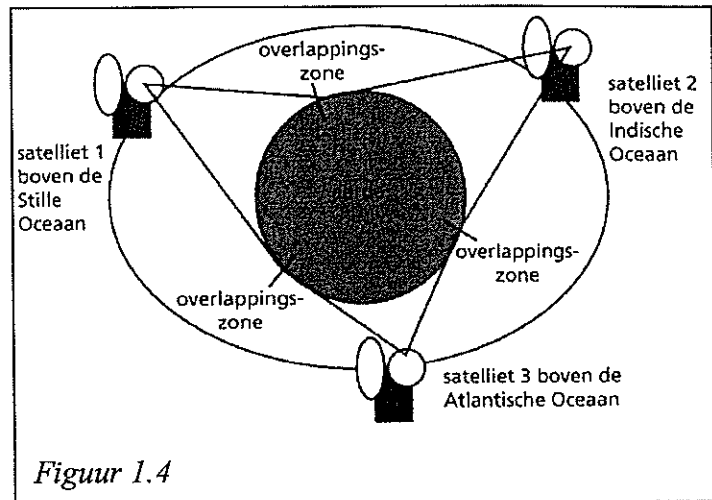 overlappings-
zone
satelliet 2
boven de
Indische
Oceaan
satelliet 1
boven de
Stille
Oceaan
overlappings-
zone
overlappings-
zone
satelliet 3 boven de
Atlantische Oceaan
Figuur 1.4